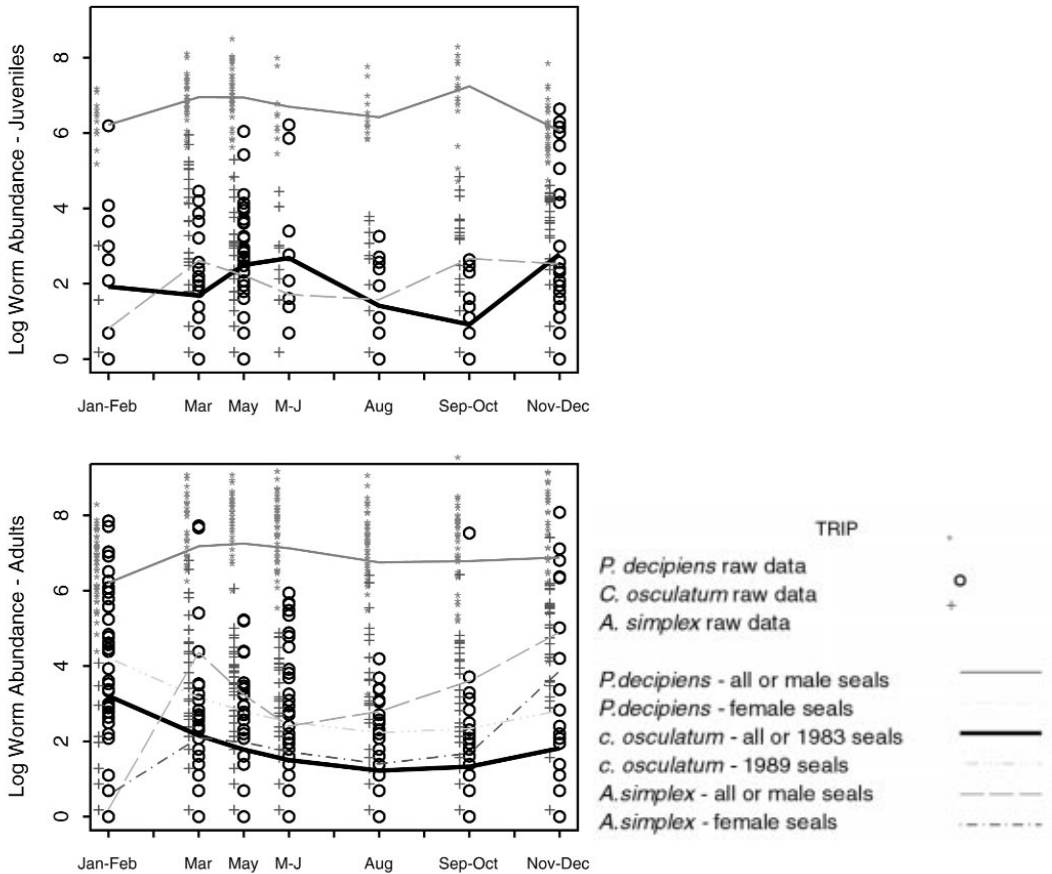 Log Worm Abundance - Juveniles
8
6
4
2
0
Jan-Feb Mar May M-J Aug Sep-Oct Nov-Dec
Log Worm Abundance - Adults
8
6
4
2
0
Jan-Feb Mar May M-J Aug Sep-Oct Nov-Dec
TRIP
P. decipiens raw data
C. osculatum raw data
A. simplex raw data
P.decipiens - all or male seals
P.decipiens - female seals
c. osculatum - all or 1983 seals
c. osculatum - 1989 seals
A.simplex - all or male seals
A.simplex - female seals